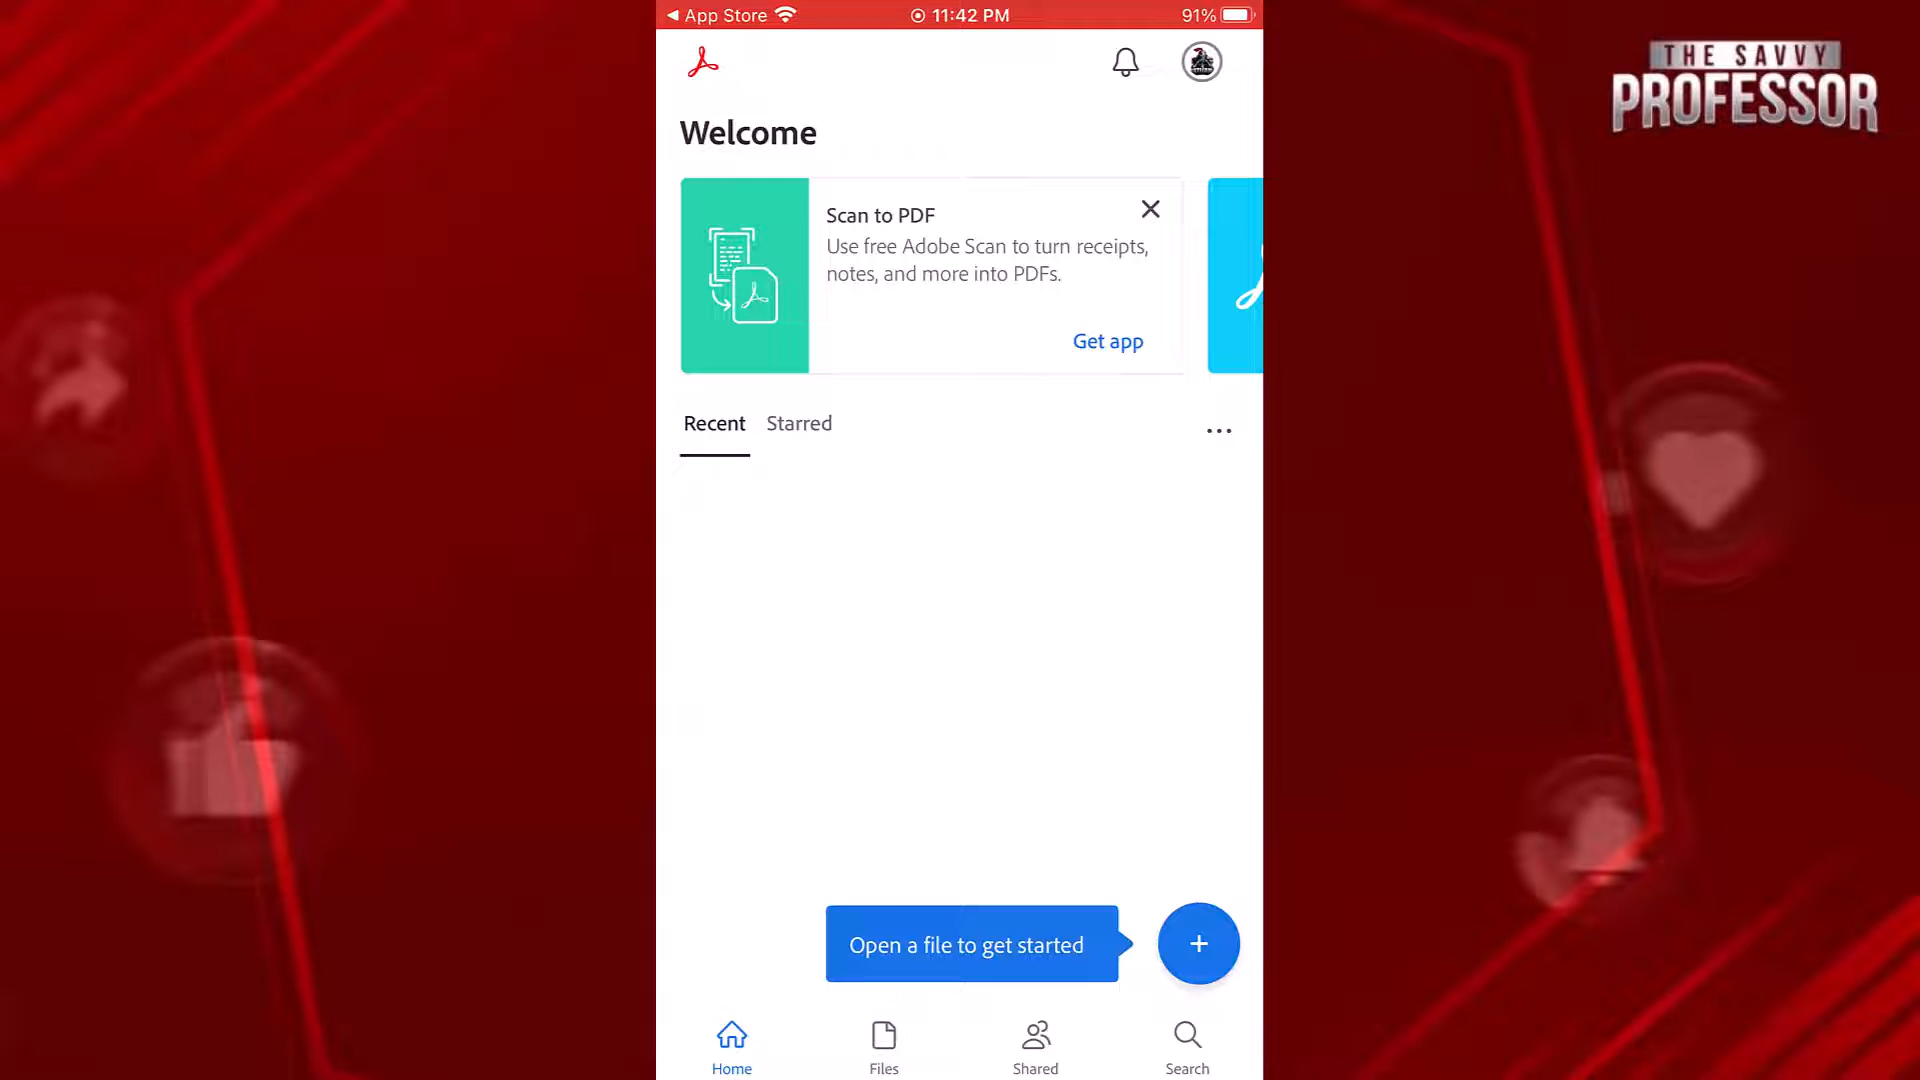 ◀ App Store 11:42 PM 91%
THE SAVVY
PROFESSOR
Welcome
Scan to PDF
Use free Adobe Scan to turn receipts,
notes, and more into PDFs.
Get app
Recent Starred
Open a file to get started
Home Files Shared Search